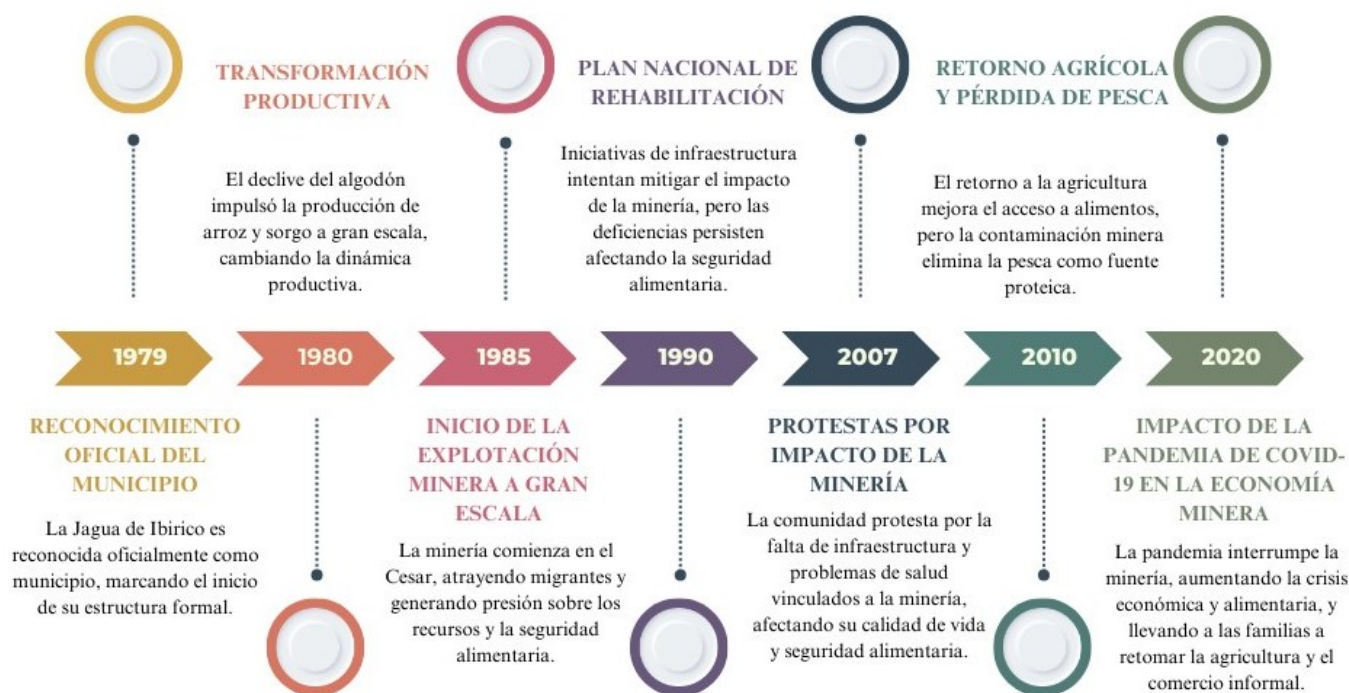 TRANSFORMACIÓN
PRODUCTIVA
El declive del algodón
impulsó la producción de
arroz y sorgo a gran escala,
cambiando la dinámica
productiva.
PLAN NACIONAL DE
REHABILITACIÓN
Iniciativas de infraestructura
intentan mitigar el impacto
de la minería, pero las
deficiencias persisten
afectando la seguridad
alimentaria.
RETORNO AGRÍCOLA
Y PÉRDIDA DE PESCA
El retorno a la agricultura
mejora el acceso a alimentos,
pero la contaminación minera
elimina la pesca como fuente
proteica.
1979
1980
1985
1990
2007
2010
2020
RECONOCIMIENTO
OFICIAL DEL
MUNICIPIO
La Jagua de Ibirico es
reconocida oficialmente como
municipio, marcando el inicio
de su estructura formal.
INICIO DE LA
EXPLOTACIÓN
MINERA A GRAN
ESCALA
La minería comienza en el
Cesar, atrayendo migrantes y
generando presión sobre los
recursos y la seguridad
alimentaria.
PROTESTAS POR
IMPACTO DE LA
MINERÍA
La comunidad protesta por la
falta de infraestructura y
problemas de salud
vinculados a la minería,
afectando su calidad de vida
y seguridad alimentaria.
IMPACTO DE LA
PANDEMIA DE COVID-
19 EN LA ECONOMÍA
MINERA
La pandemia interrumpe la
minería, aumentando la crisis
económica y alimentaria, y
llevando a las familias a
retomar la agricultura y el
comercio informal.